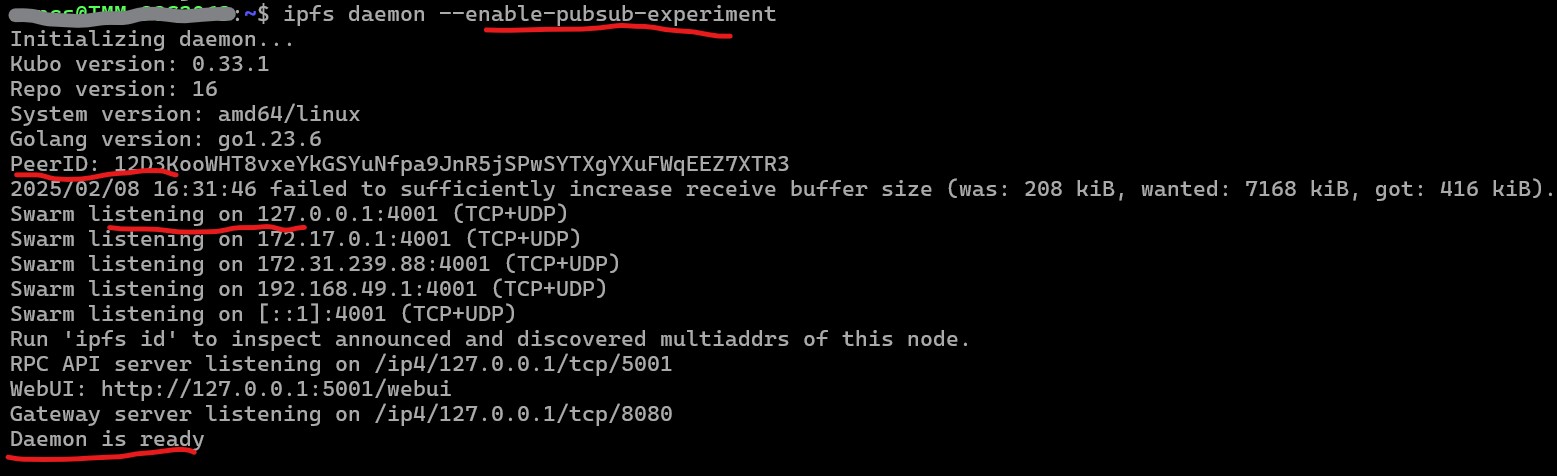 :~$ ipfs daemon --enable-pubsub-experiment
Initializing daemon...
Kubo version: 0.33.1
Repo version: 16
System version: amd64/linux
Golang version: go1.23.6
PeerID: 12D3KooWHT8vxeYkGSYuNfpa9JnR5jSPwSYTXgYXuFWqEEZ7XTR3
2025/02/08 16:31:46 failed to sufficiently increase receive buffer size (was: 208 kiB, wanted: 7168 kiB, got: 416 kiB).
Swarm listening on 127.0.0.1:4001 (TCP+UDP)
Swarm listening on 172.17.0.1:4001 (TCP+UDP)
Swarm listening on 172.31.239.88:4001 (TCP+UDP)
Swarm listening on 192.168.49.1:4001 (TCP+UDP)
Swarm listening on [::1]:4001 (TCP+UDP)
Run 'ipfs id' to inspect announced and discovered multiaddrs of this node.
RPC API server listening on /ip4/127.0.0.1/tcp/5001
WebUI: http://127.0.0.1:5001/webui
Gateway server listening on /ip4/127.0.0.1/tcp/8080
Daemon is ready